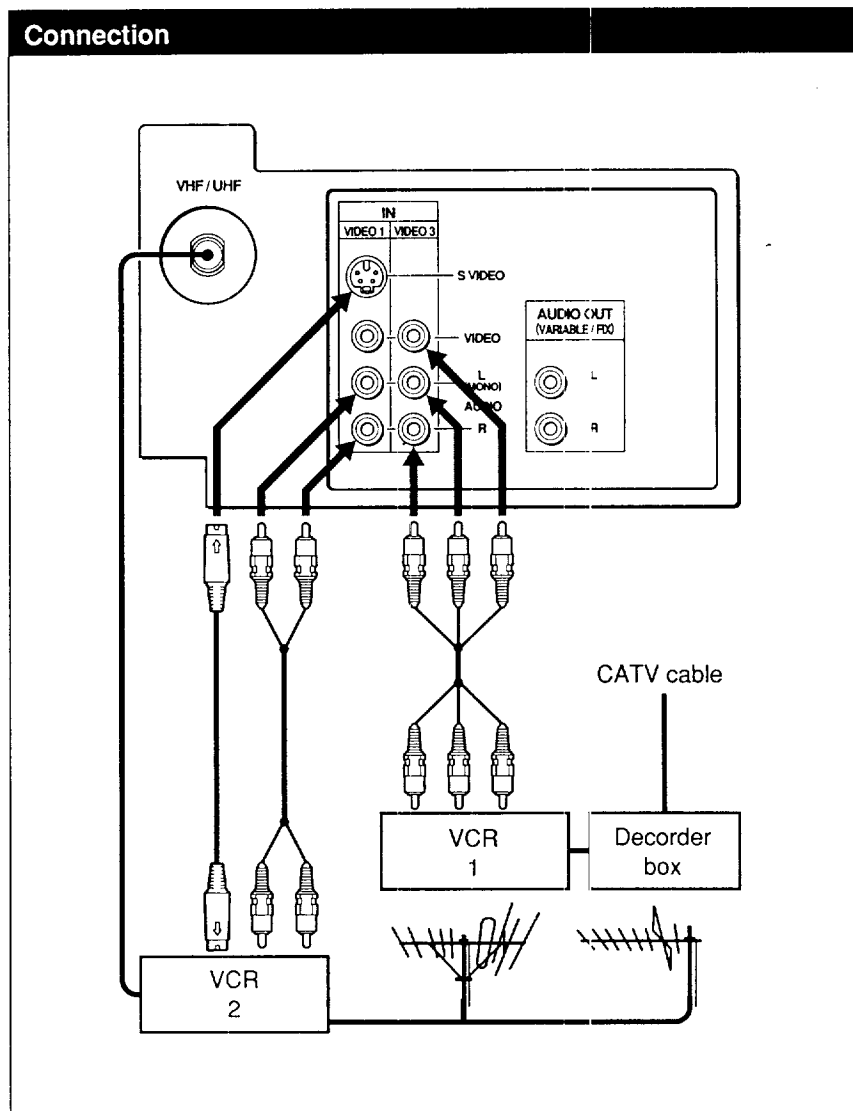 Connection
VHF / UHF
IN
VIDEO 1 VIDEO 3
S VIDEO
VIDEO
L
(MONO)
AUDIO
R
AUDIO OUT
(VARIABLE / FIX)
L
R
CATV cable
VCR
1
Decorder
box
VCR
2